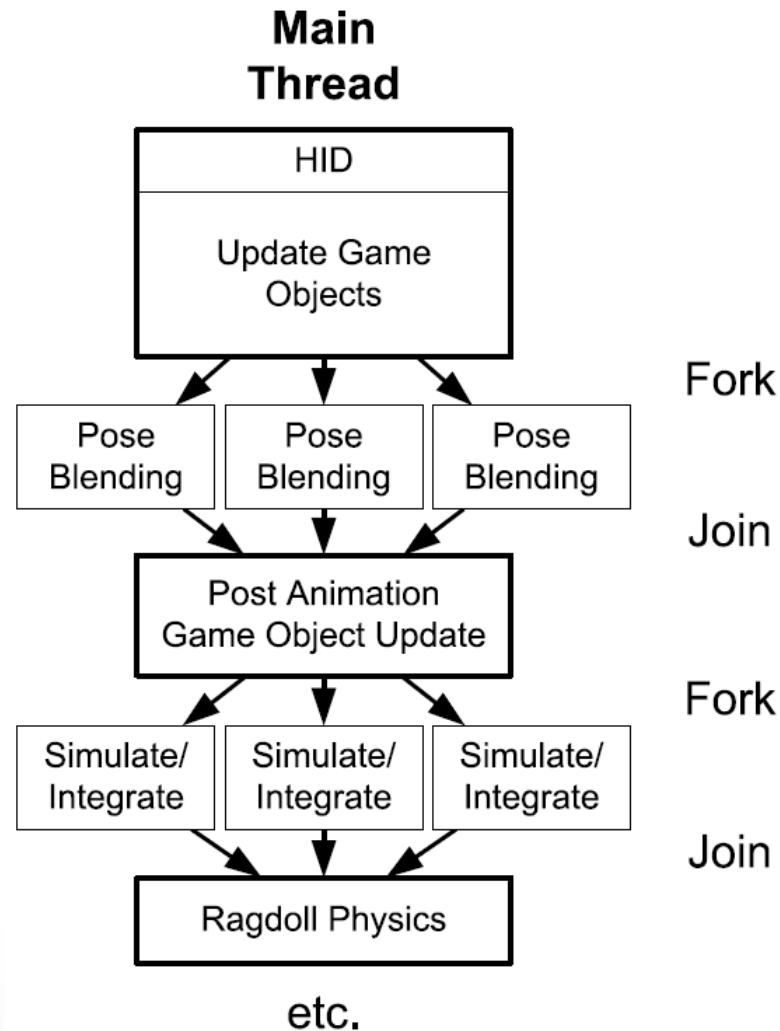 Main
Thread
HID
Update Game
Objects
Fork
Pose
Blending
Pose
Blending
Pose
Blending
Join
Post Animation
Game Object Update
Fork
Simulate/
Integrate
Simulate/
Integrate
Simulate/
Integrate
Join
Ragdoll Physics
etc.